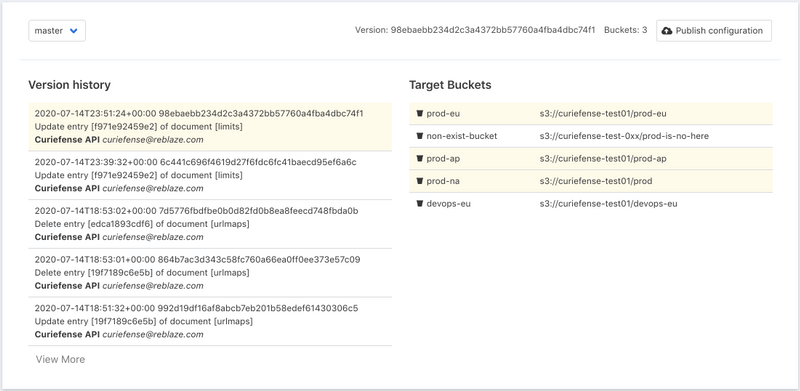 master
Version: 98ebaebb234d2c3a4372bb57760a4fba4dbc74f1 Buckets: 3 Publish configuration
Version history
2020-07-14T23:51:24+00:00 98ebaebb234d2c3a4372bb57760a4fba4dbc74f1
Update entry [f971e92459e2] of document [limits]
Curiefense API curiefense@reblaze.com
2020-07-14T23:39:32+00:00 6c441c696f4619d27f6fdc6fc41baecd95ef6a6c
Update entry [f971e92459e2] of document [limits]
Curiefense API curiefense@reblaze.com
2020-07-14T18:53:02+00:00 7d5776fbdfbe0b0d82fd0b8ea8feecd748fbda0b
Delete entry [edca1893cdf6] of document [urlmaps]
Curiefense API curiefense@reblaze.com
2020-07-14T18:53:01+00:00 864b7ac3d343c58fc760a66ea0ff0ee373e57c09
Delete entry [19f7189c6e5b] of document [urlmaps]
Curiefense API curiefense@reblaze.com
2020-07-14T18:51:32+00:00 992d19df16af8abcb7eb201b58edef61430306c5
Update entry [19f7189c6e5b] of document [urlmaps]
Curiefense API curiefense@reblaze.com
View More
Target Buckets
prod-eu s3://curiefense-test01/prod-eu
non-exist-bucket s3://curiefense-test-0xx/prod-is-no-here
prod-ap s3://curiefense-test01/prod-ap
prod-na s3://curiefense-test01/prod
devops-eu s3://curiefense-test01/devops-eu